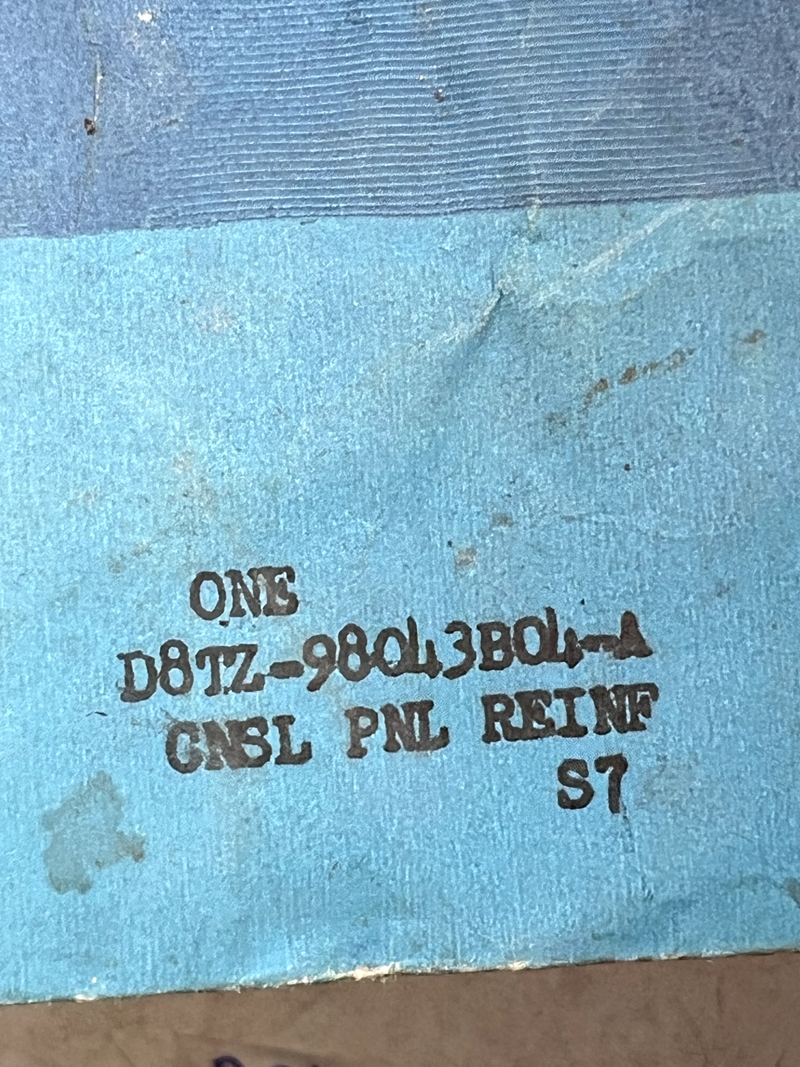 ONE
D8TZ-98043B04-A
CNSL PNL REINF
S7